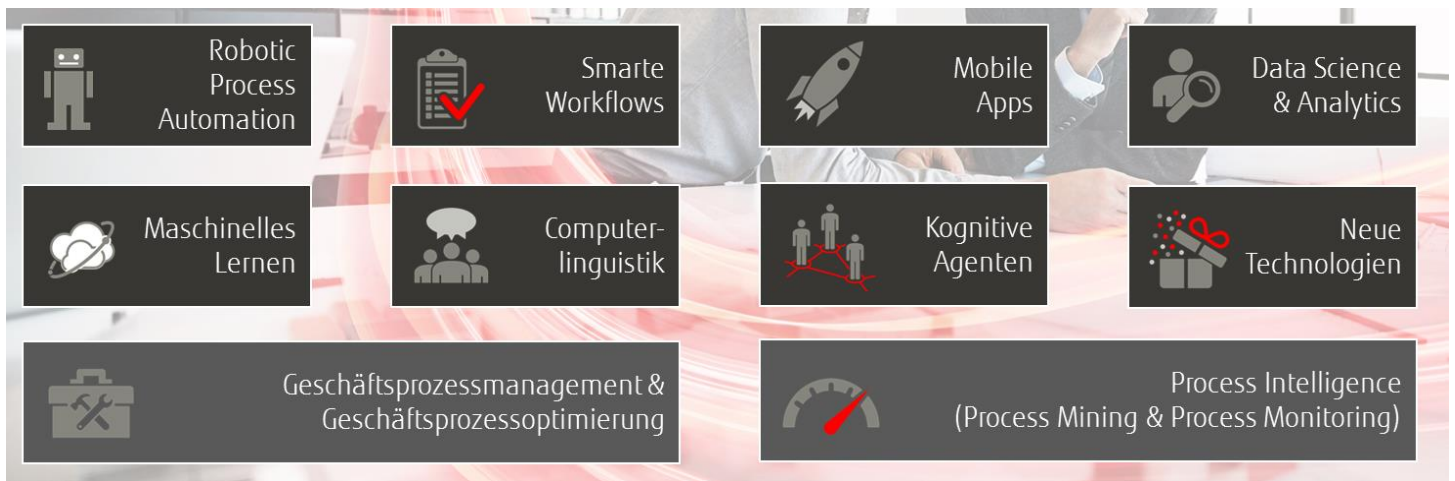 Robotic
Process
Automation
Smarte
Workflows
Mobile
Apps
Data Science
& Analytics
Maschinelles
Lernen
Computer-
linguistik
Kognitive
Agenten
Neue
Technologien
Geschäftsprozessmanagement &
Geschäftsprozessoptimierung
Process Intelligence
(Process Mining & Process Monitoring)